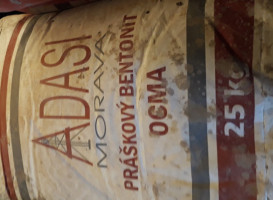 ADASI
MORAVA
PRÁŠKOVÝ BENTONIT
OCMA
25 KG